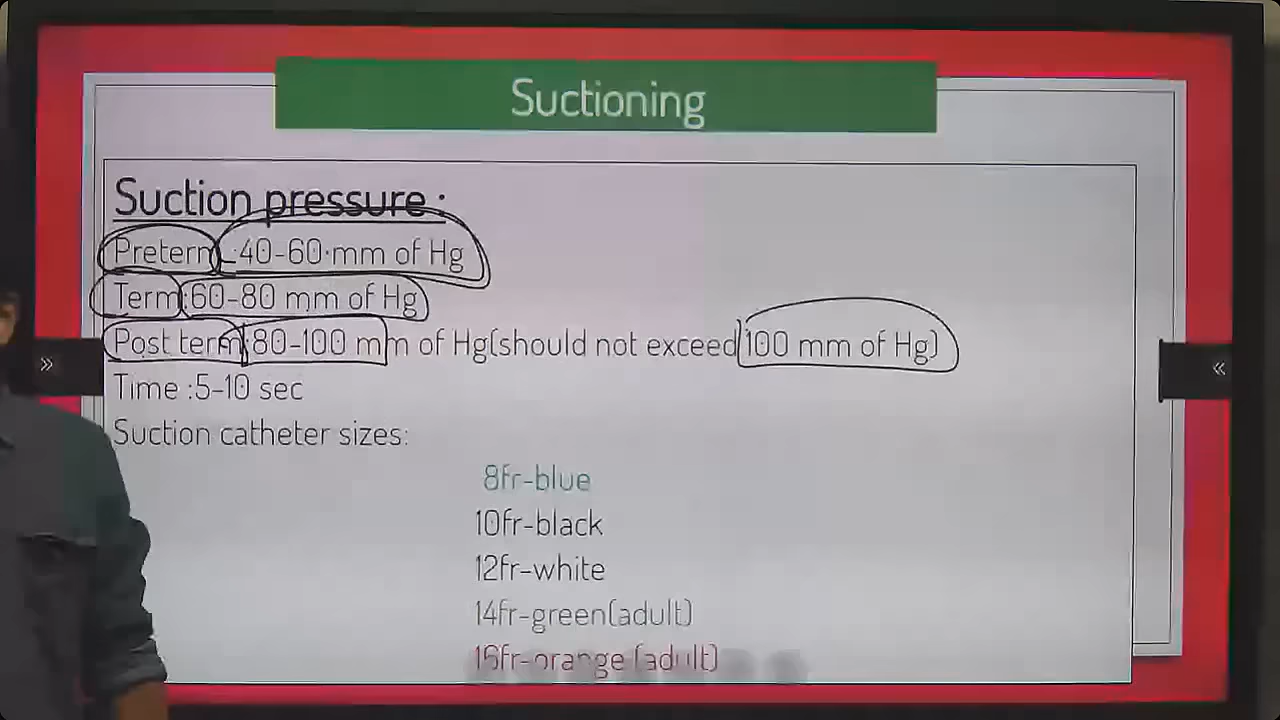 Suctioning
Suction pressure :
Preterm :40-60 mm of Hg
Term:60-80 mm of Hg
Post term:80-100 mm of Hg(should not exceed 100 mm of Hg)
Time :5-10 sec
Suction catheter sizes:
8fr-blue
10fr-black
12fr-white
14fr-green(adult)
16fr-orange (adult)